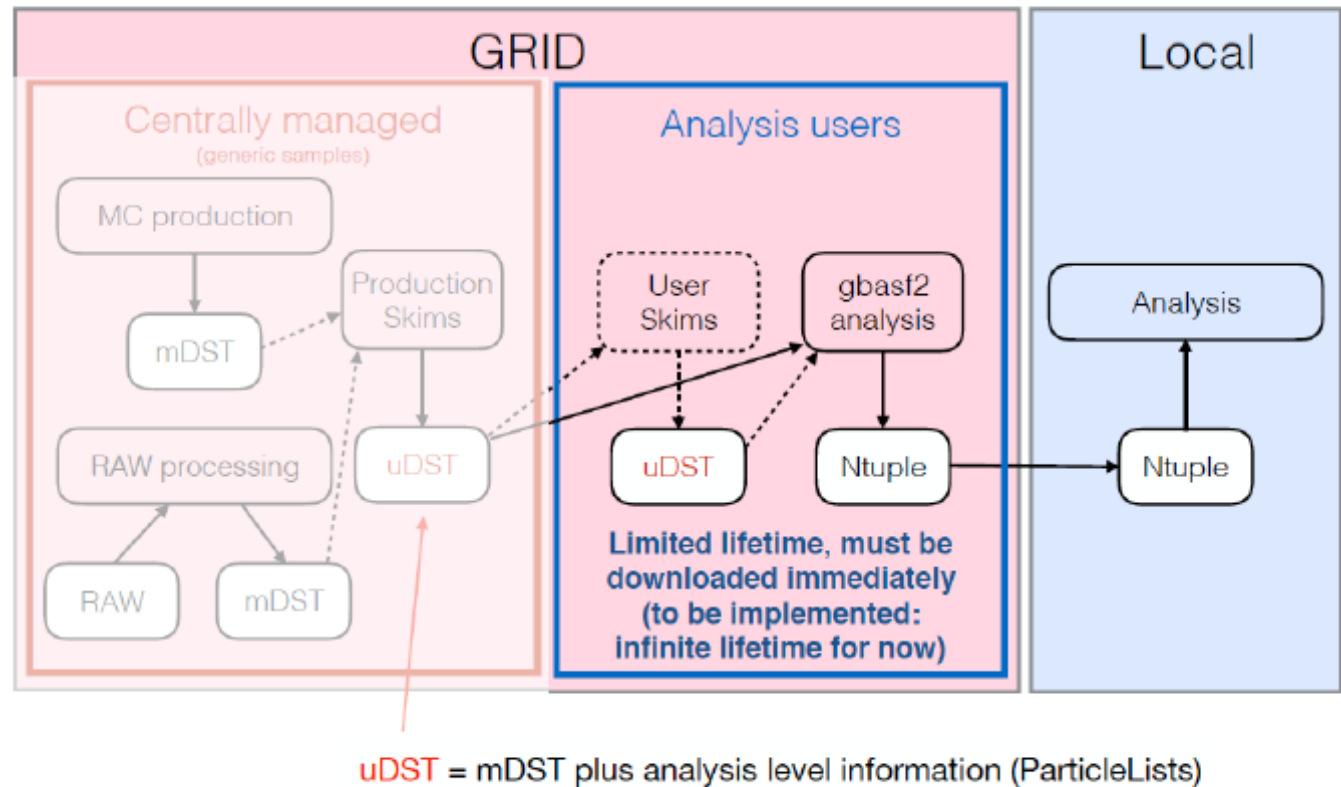 GRID
Local
Centrally managed
(generic samples)
Analysis users
MC production
Production
Skims
mDST
RAW processing
uDST
RAW
mDST
User
Skims
gbasf2
analysis
uDST
Ntuple
Limited lifetime, must be
downloaded immediately
(to be implemented:
infinite lifetime for now)
Analysis
Ntuple
uDST = mDST plus analysis level information (ParticleLists)